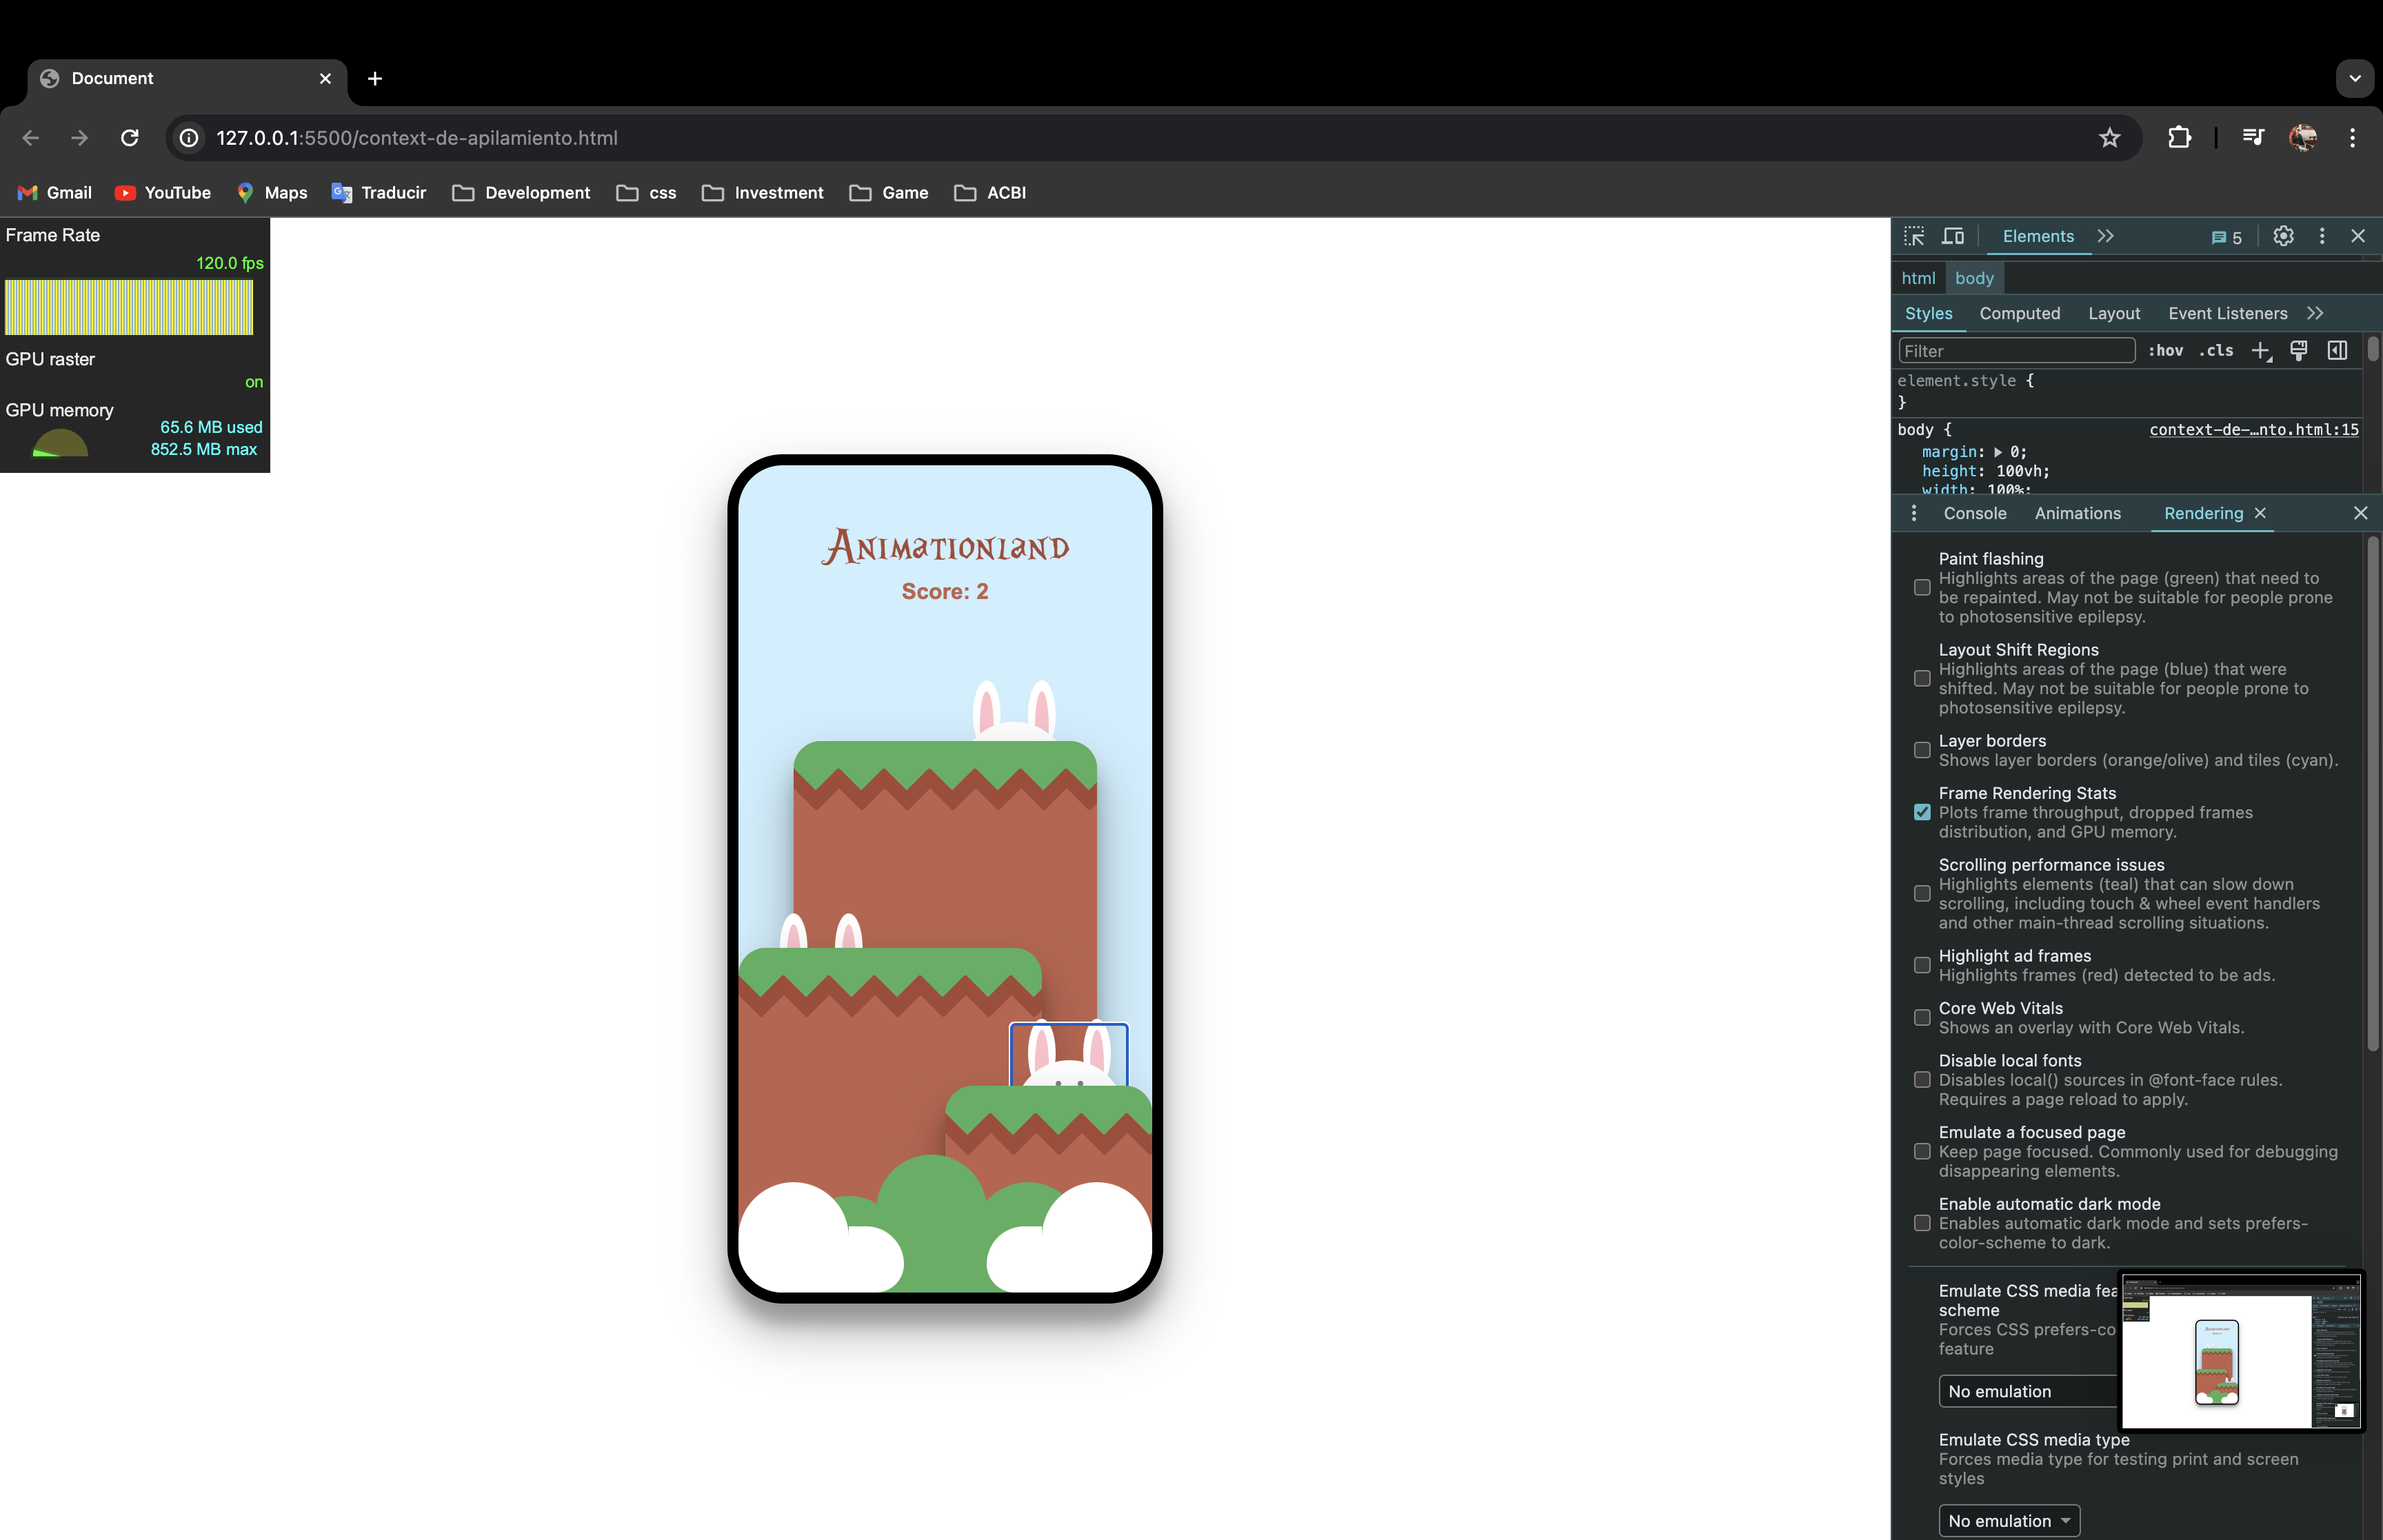 Document
127.0.0.1:5500/context-de-apilamiento.html
Gmail YouTube Maps Traducir Development css Investment Game ACBI
Frame Rate
120.0 fps
GPU raster
on
GPU memory
65.6 MB used
852.5 MB max
Animationland
Score: 2
Elements 5
html body
Styles Computed Layout Event Listeners
Filter :hov .cls
element.style {
}
body { context-de-…nto.html:15
margin: 0;
height: 100vh;
width: 100%;
Console Animations Rendering
Paint flashing
Highlights areas of the page (green) that need to
be repainted. May not be suitable for people prone
to photosensitive epilepsy.
Layout Shift Regions
Highlights areas of the page (blue) that were
shifted. May not be suitable for people prone to
photosensitive epilepsy.
Layer borders
Shows layer borders (orange/olive) and tiles (cyan).
Frame Rendering Stats
Plots frame throughput, dropped frames
distribution, and GPU memory.
Scrolling performance issues
Highlights elements (teal) that can slow down
scrolling, including touch & wheel event handlers
and other main-thread scrolling situations.
Highlight ad frames
Highlights frames (red) detected to be ads.
Core Web Vitals
Shows an overlay with Core Web Vitals.
Disable local fonts
Disables local() sources in @font-face rules.
Requires a page reload to apply.
Emulate a focused page
Keep page focused. Commonly used for debugging
disappearing elements.
Enable automatic dark mode
Enables automatic dark mode and sets prefers-
color-scheme to dark.
Emulate CSS media fea
scheme
Forces CSS prefers-co
feature
No emulation
Emulate CSS media type
Forces media type for testing print and screen
styles
No emulation